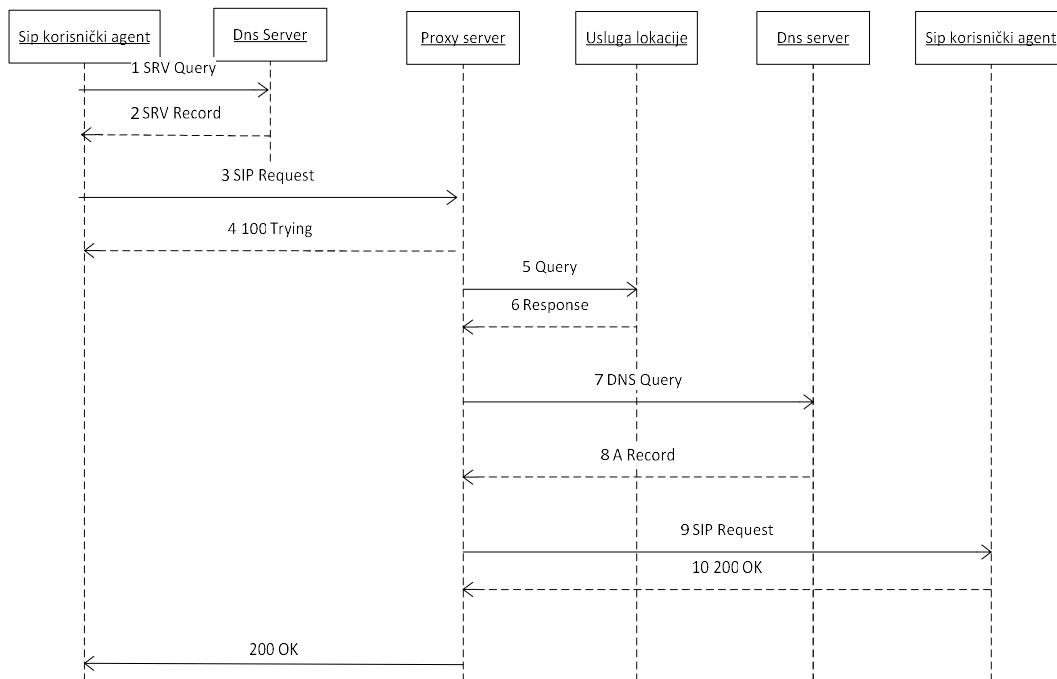 Sip korisnički agent
Dns Server
Proxy server
Usluga lokacije
Dns server
Sip korisnički agent
1 SRV Query
2 SRV Record
3 SIP Request
4 100 Trying
5 Query
6 Response
7 DNS Query
8 A Record
9 SIP Request
10 200 OK
200 OK